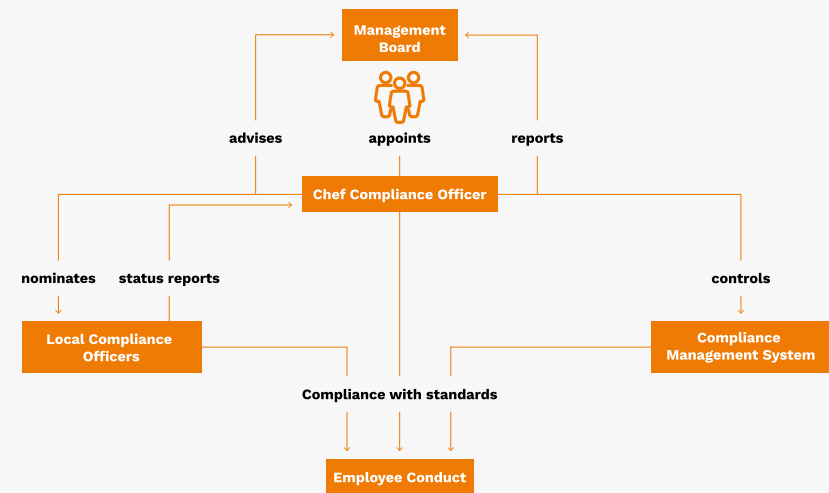 Management
Board
advises
appoints
reports
Chef Compliance Officer
nominates
status reports
controls
Local Compliance
Officers
Compliance
Management System
Compliance with standards
Employee Conduct